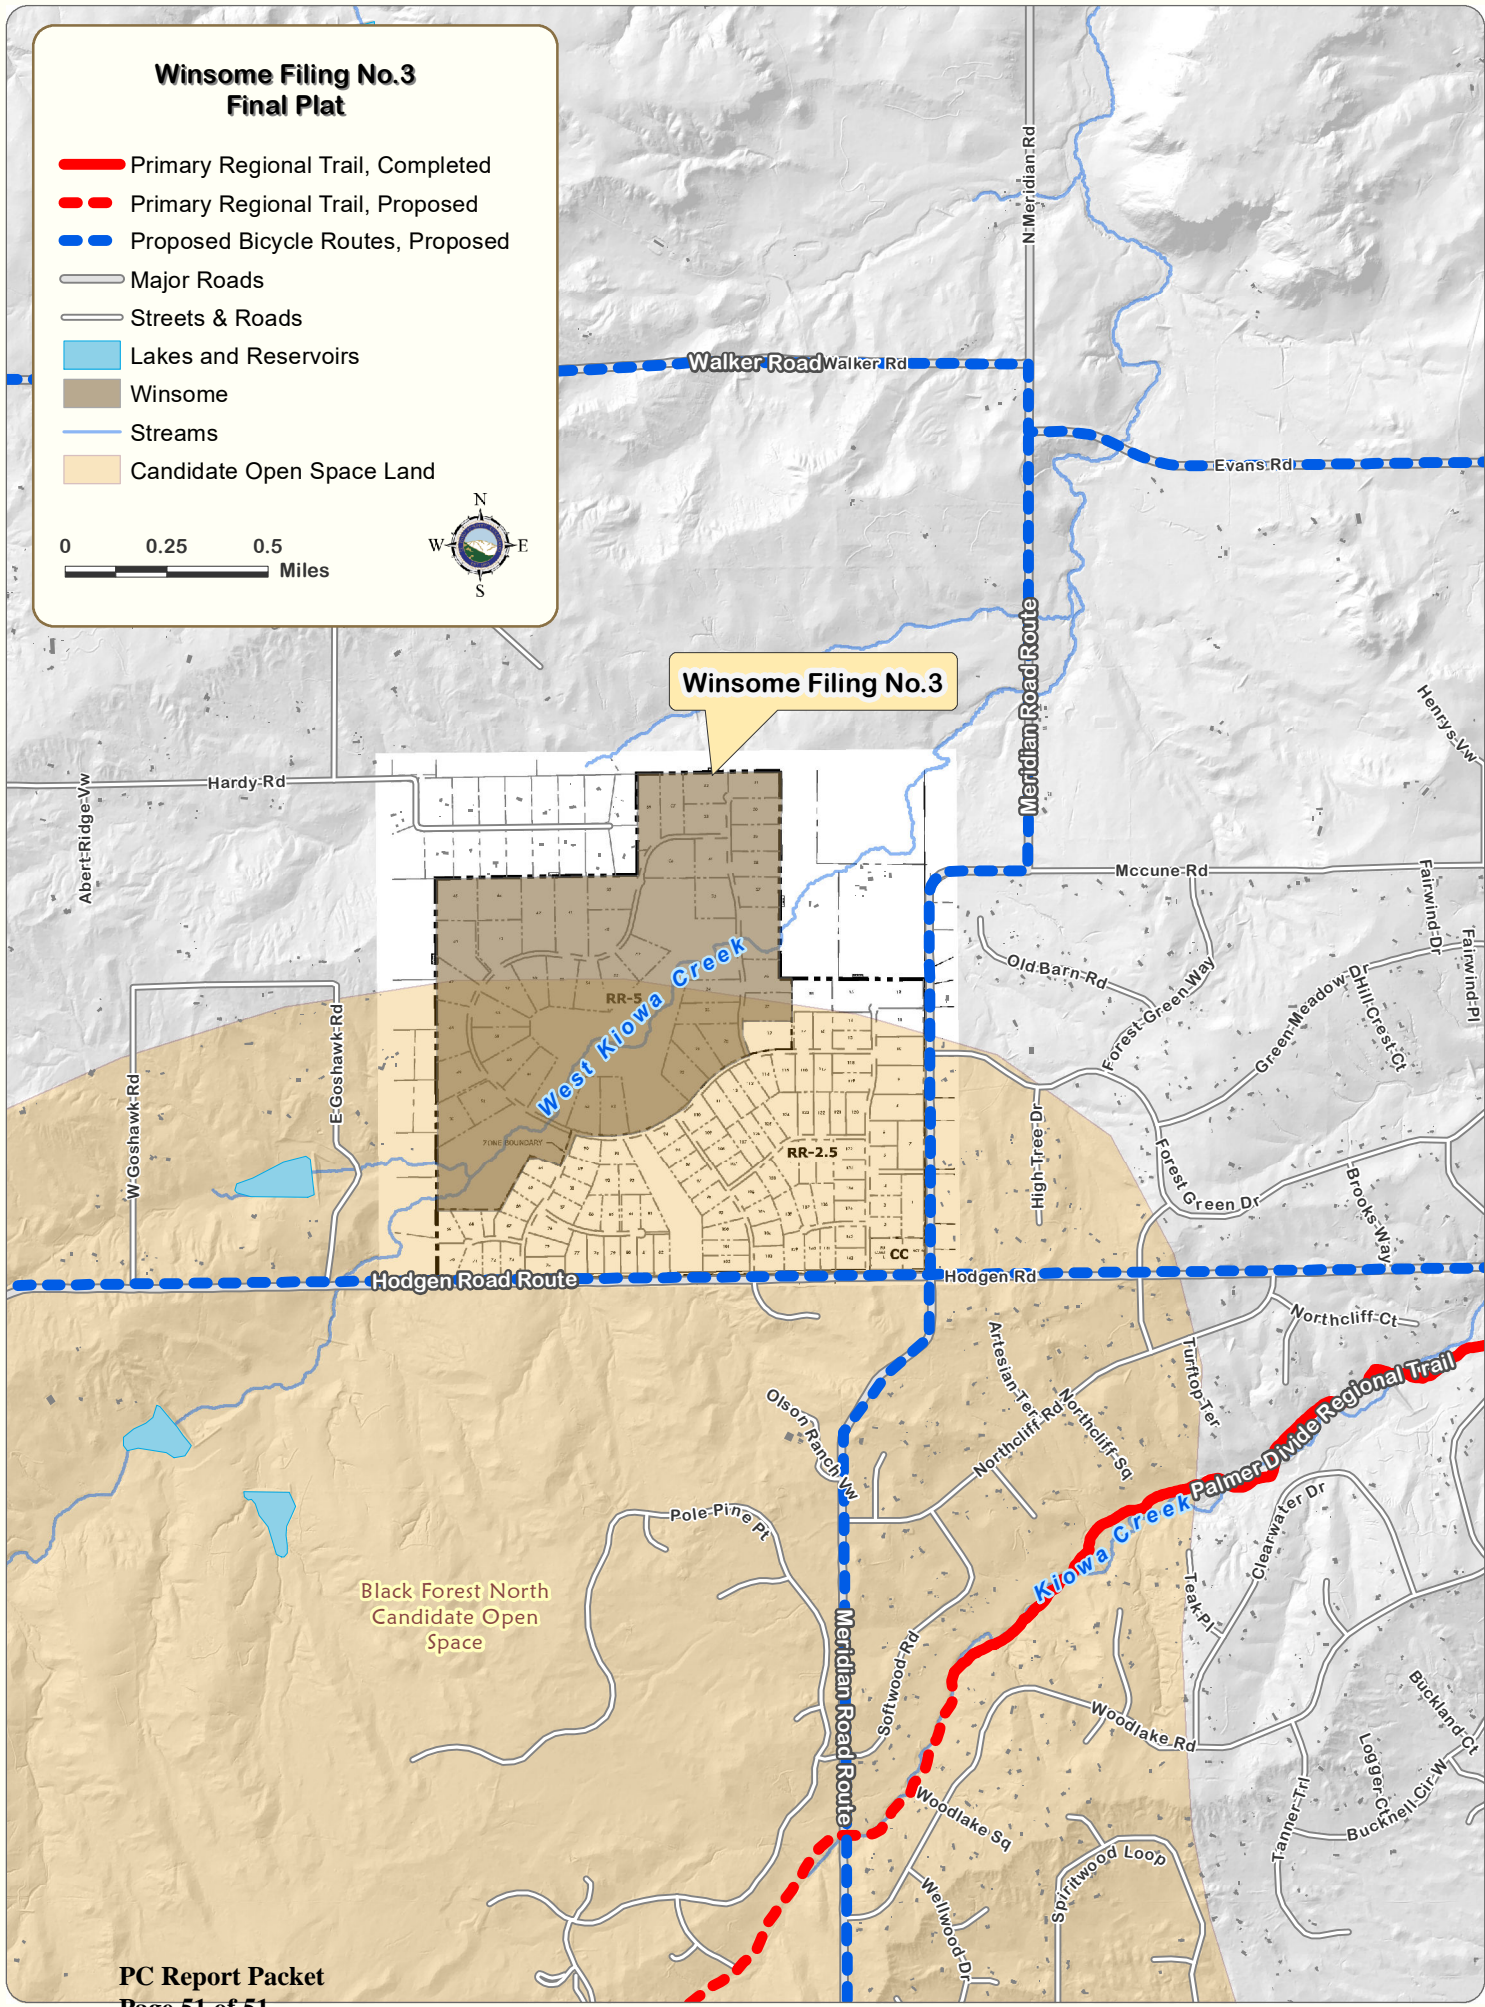 Winsome Filing No.3
Final Plat
Primary Regional Trail, Completed
Primary Regional Trail, Proposed
Proposed Bicycle Routes, Proposed
Major Roads
Streets & Roads
Lakes and Reservoirs
Winsome
Streams
Candidate Open Space Land
0 0.25 0.5
Miles
N
W E
S
N Meridian Rd
Walker Road
Walker Rd
Evans Rd
Meridian Road Route
Winsome Filing No.3
Henrys Vw
Hardy Rd
Abert Ridge Vw
Mccune Rd
Fairwind Dr
Fairwind Pl
Old Barn Rd
Forest Green Way
Green Meadow Dr
Hill Crest Ct
West Kiowa Creek
RR-5
W Goshawk Rd
E Goshawk Rd
ZONE BOUNDARY
RR-2.5
CC
High Tree Dr
Forest Green Dr
Brooks Way
Hodgen Road Route
Hodgen Rd
Northcliff Ct
Artesian Ter
Turftop Ter
Northcliff Rd
Northcliff Sq
Palmer Divide Regional Trail
Olson Ranch Vw
Pole Pine Pt
Kiowa Creek
Clearwater Dr
Teak Pl
Black Forest North
Candidate Open
Space
Meridian Road Route
Softwood Rd
Woodlake Rd
Buckland Ct
Logger Ct
Bucknell Cir W
Tanner Trl
Woodlake Sq
Spiritwood Loop
Wellwood Dr
PC Report Packet
Page 51 of 51